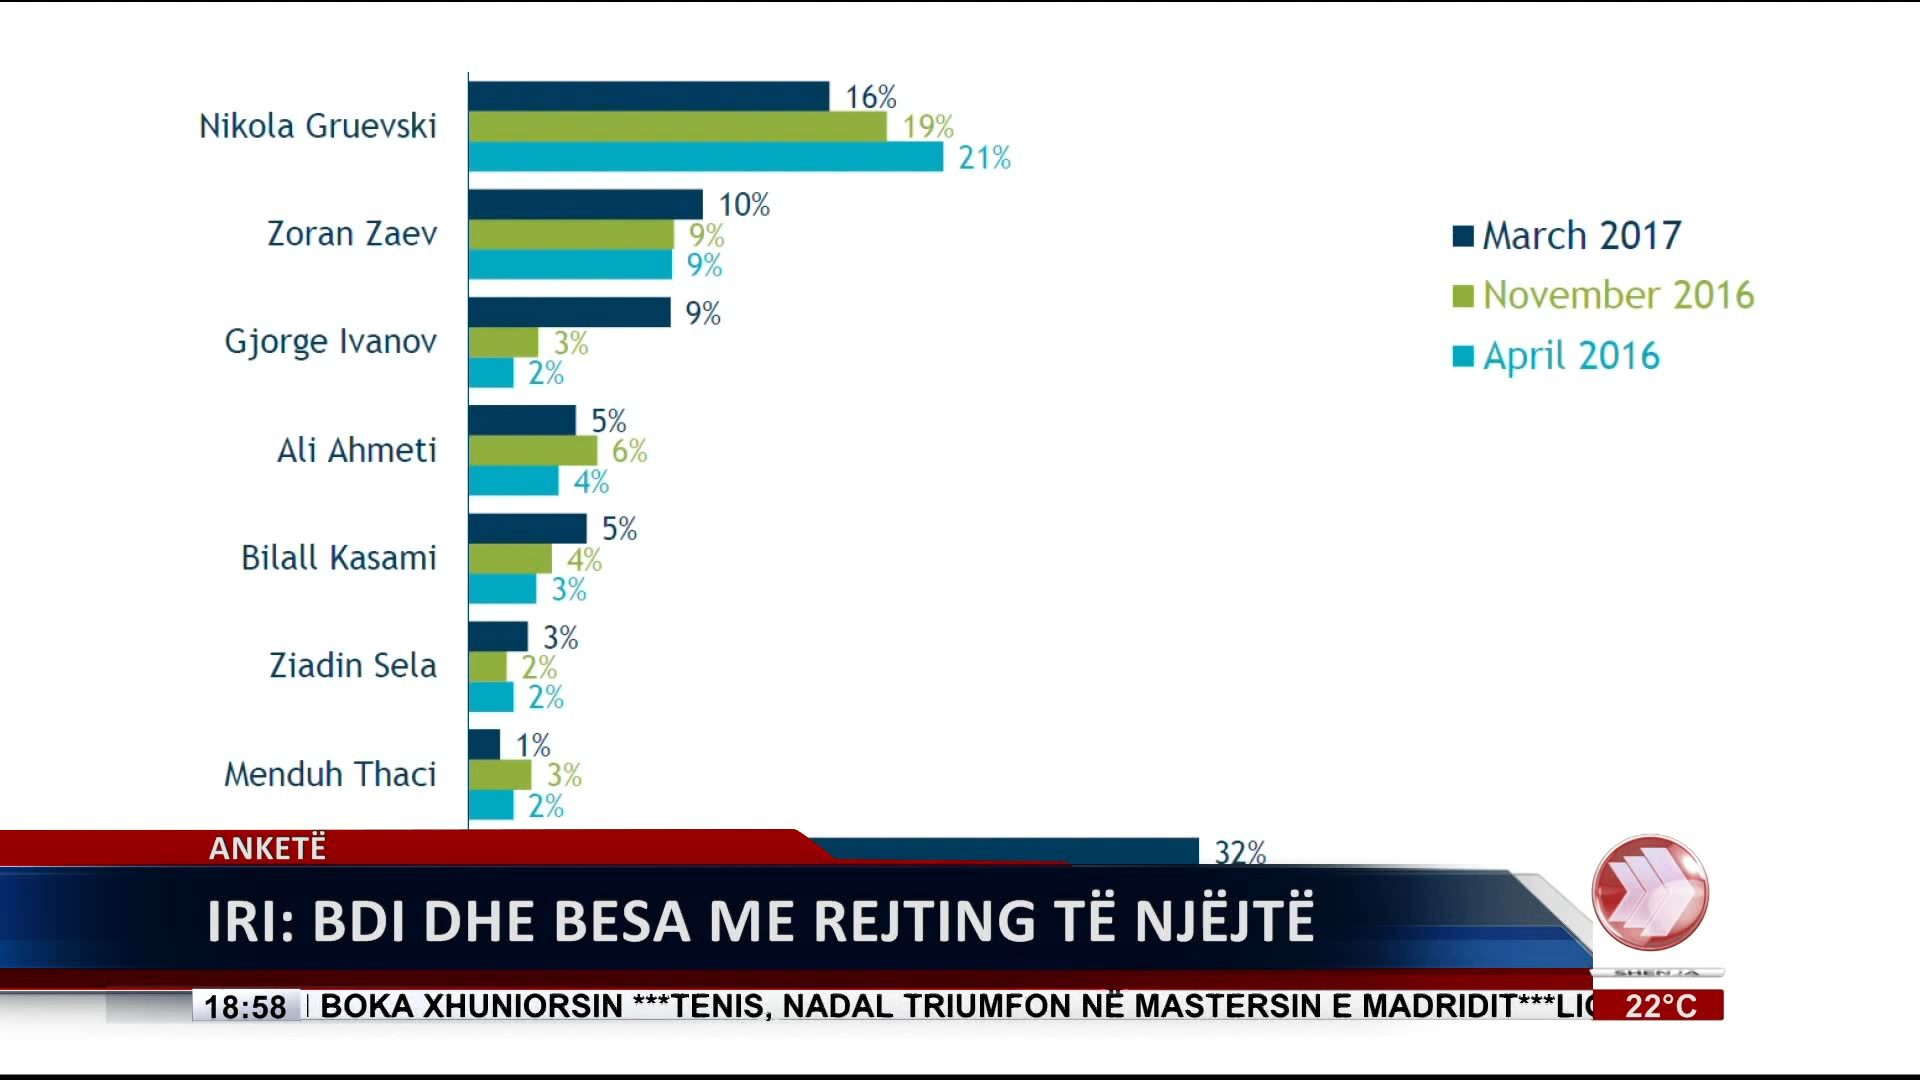 Nikola Gruevski
16%
19%
21%
Zoran Zaev
10%
9%
9%
Gjorge Ivanov
9%
3%
2%
Ali Ahmeti
5%
6%
4%
Bilall Kasami
5%
4%
3%
Ziadin Sela
3%
2%
2%
Menduh Thaci
1%
3%
2%
32%
March 2017
November 2016
April 2016
ANKETË
IRI: BDI DHE BESA ME REJTING TË NJËJTË
SHENJA
18:58 BOKA XHUNIORSIN ***TENIS, NADAL TRIUMFON NË MASTERSIN E MADRIDIT*** 22°C